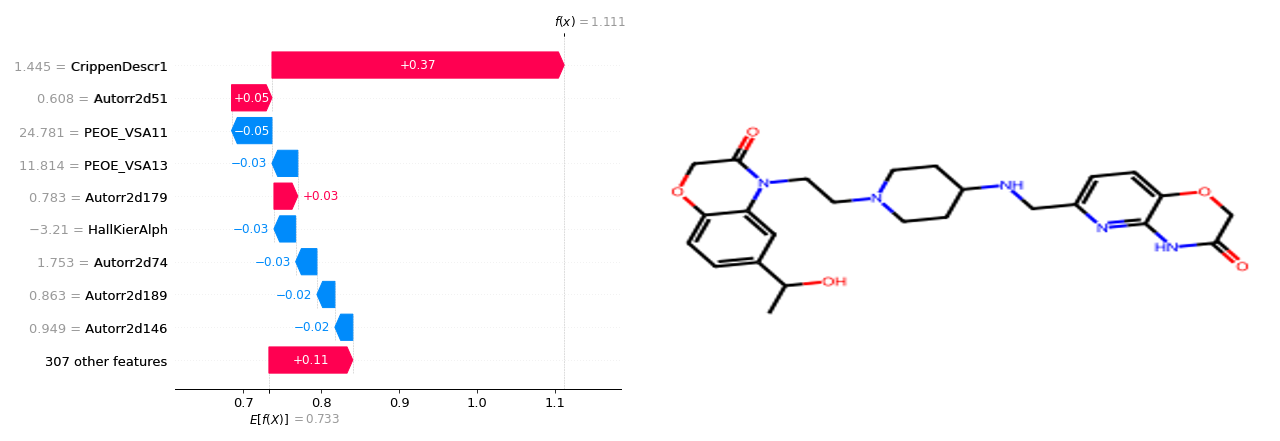 f(x) = 1.111
1.445 = CrippenDescr1
+0.37
0.608 = Autorr2d51
+0.05
24.781 = PEOE_VSA11
−0.05
11.814 = PEOE_VSA13
−0.03
0.783 = Autorr2d179
+0.03
−3.21 = HallKierAlph
−0.03
1.753 = Autorr2d74
−0.03
0.863 = Autorr2d189
−0.02
0.949 = Autorr2d146
−0.02
307 other features
+0.11
0.7 0.8 0.9 1.0 1.1
E[f(X)] = 0.733
O
O
N
N
OH
NH
N
O
HN
O